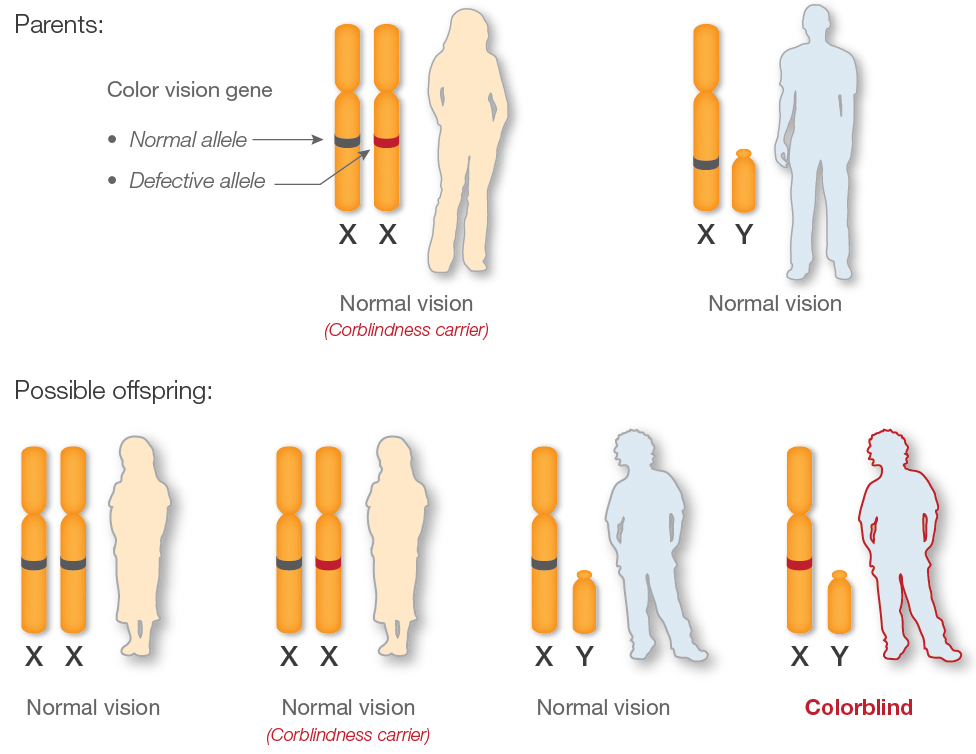 Parents:
Color vision gene
• Normal allele
• Defective allele
X X
X Y
Normal vision
(Corblindness carrier)
Normal vision
Possible offspring:
X X
X X
X Y
X Y
Normal vision
Normal vision
(Corblindness carrier)
Normal vision
Colorblind